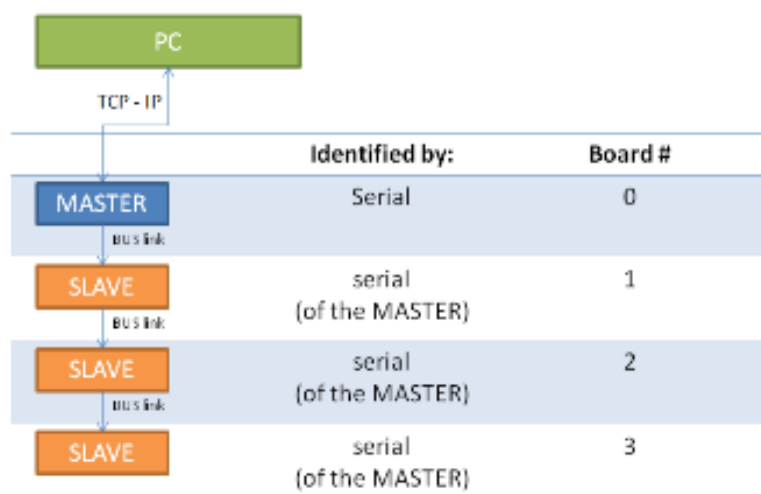 PC
TCP - IP
Identified by: Board #
MASTER Serial 0
BUS link
SLAVE serial 1
(of the MASTER)
BUS link
SLAVE serial 2
(of the MASTER)
BUS link
SLAVE serial 3
(of the MASTER)